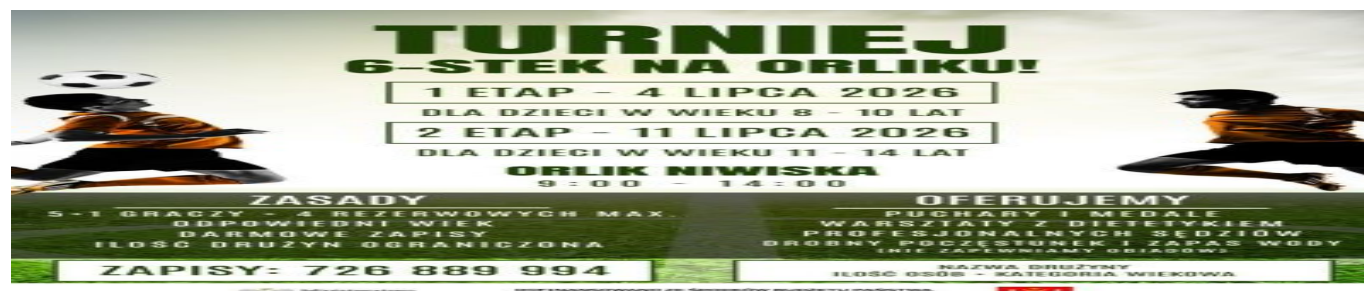 TURNIEJ
6-STEK NA ORLIKU!
1 ETAP - 4 LIPCA 2026
DLA DZIECI W WIEKU 8 - 10 LAT
2 ETAP - 11 LIPCA 2026
DLA DZIECI W WIEKU 11 - 14 LAT
ORLIK NIWISKA
9:00 - 14:00
ZASADY
5+1 GRACZY + 4 REZERWOWYCH MAX.
ODPOWIEDNI WIEK
DARMOWE ZAPISY
ILOŚĆ DRUŻYN OGRANICZONA
OFERUJEMY
PUCHARY I MEDALE
WARSZTATY Z DIETETYKIEM
PROFESJONALNYCH SĘDZIÓW
DROBNY POCZĘSTUNEK I ZAPAS WODY
(NIE ZAPEWNIAMY OBIADÓW)
ZAPISY: 726 889 994
NAZWA DRUŻYNY
ILOŚĆ OSÓB - KATEGORIA WIEKOWA